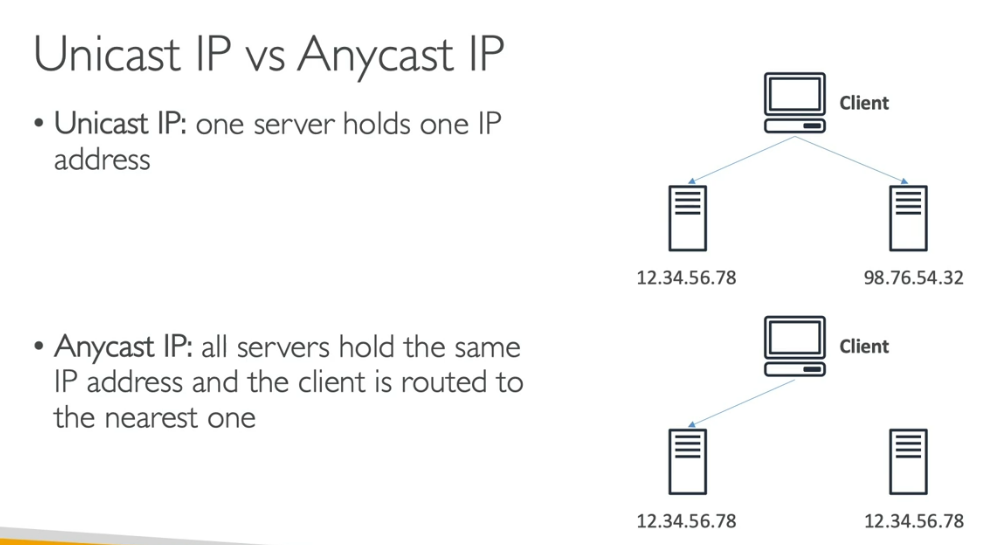 Unicast IP vs Anycast IP
• Unicast IP: one server holds one IP
address
Client
12.34.56.78
98.76.54.32
• Anycast IP: all servers hold the same
IP address and the client is routed to
the nearest one
Client
12.34.56.78
12.34.56.78